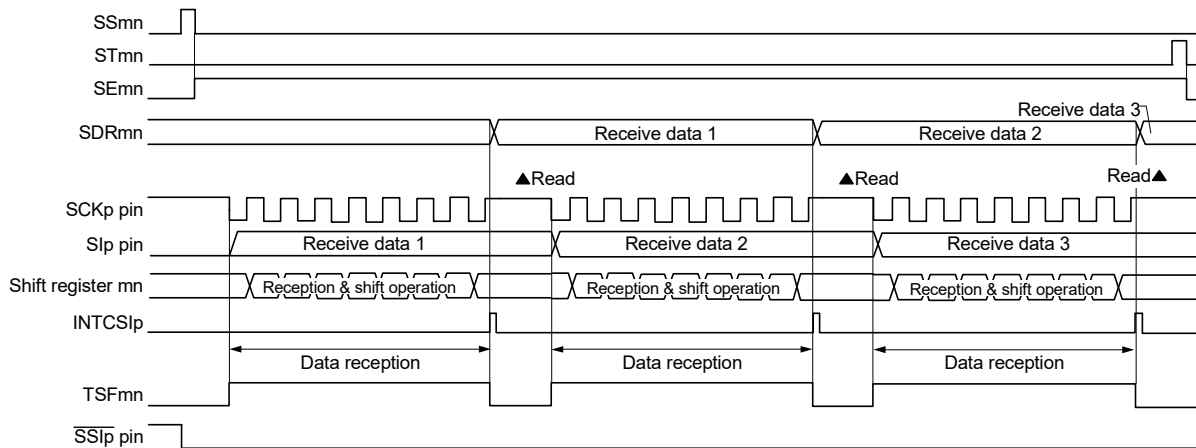 SSmn
STmn
SEmn
Receive data 3
SDRmn
Receive data 1
Receive data 2
▲Read
▲Read
Read▲
SCKp pin
SIp pin
Receive data 1
Receive data 2
Receive data 3
Shift register mn
Reception & shift operation
Reception & shift operation
Reception & shift operation
INTCSIp
Data reception
Data reception
Data reception
TSFmn
SSIp pin